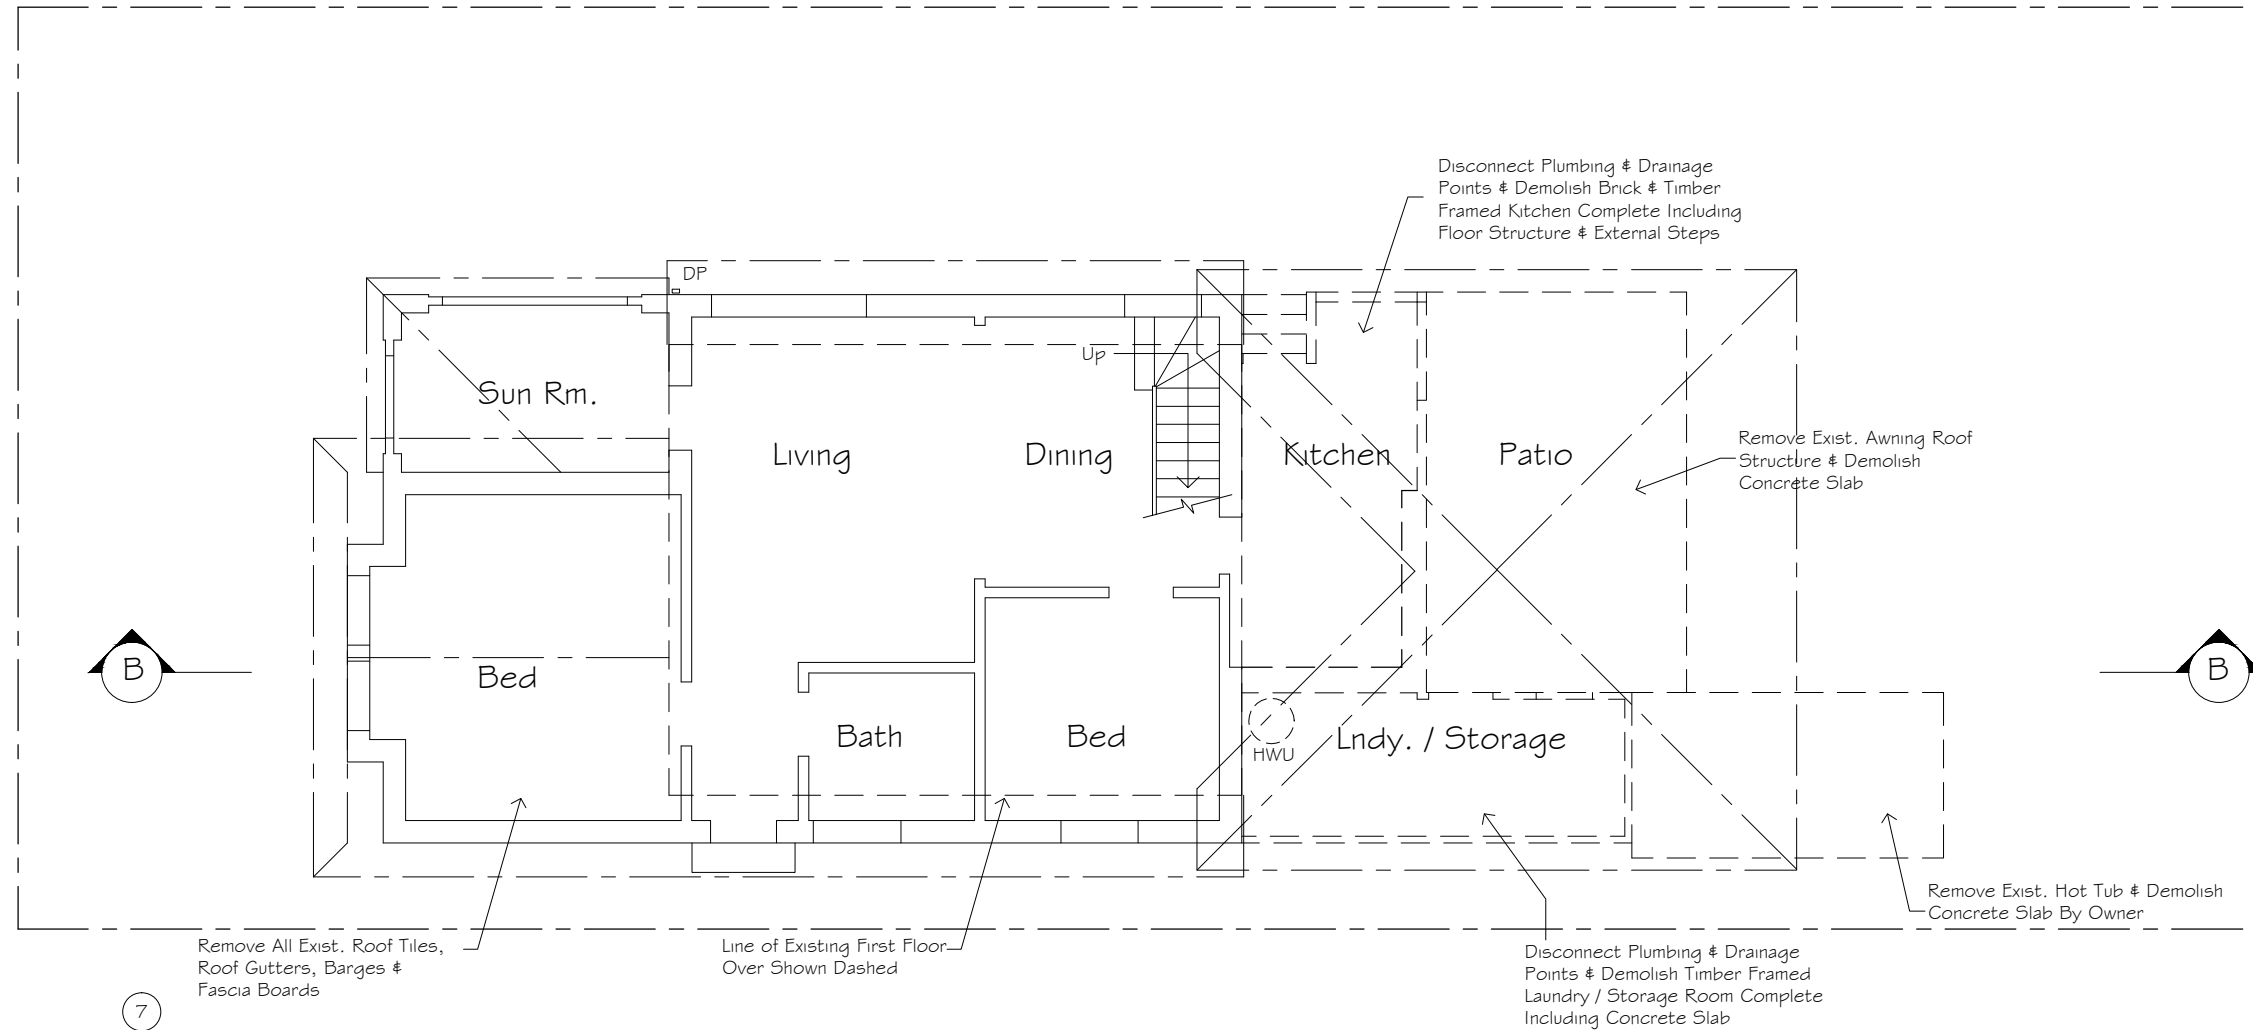 Disconnect Plumbing & Drainage
Points & Demolish Brick & Timber
Framed Kitchen Complete Including
Floor Structure & External Steps
DP
Up
Sun Rm.
Living
Dining
Kitchen
Patio
Remove Exist. Awning Roof
Structure & Demolish
Concrete Slab
B
Bed
B
Bath
Bed
HWU
Lndy. / Storage
Remove Exist. Hot Tub & Demolish
Concrete Slab By Owner
Remove All Exist. Roof Tiles,
Roof Gutters, Barges &
Fascia Boards
Line of Existing First Floor
Over Shown Dashed
Disconnect Plumbing & Drainage
Points & Demolish Timber Framed
Laundry / Storage Room Complete
Including Concrete Slab
7